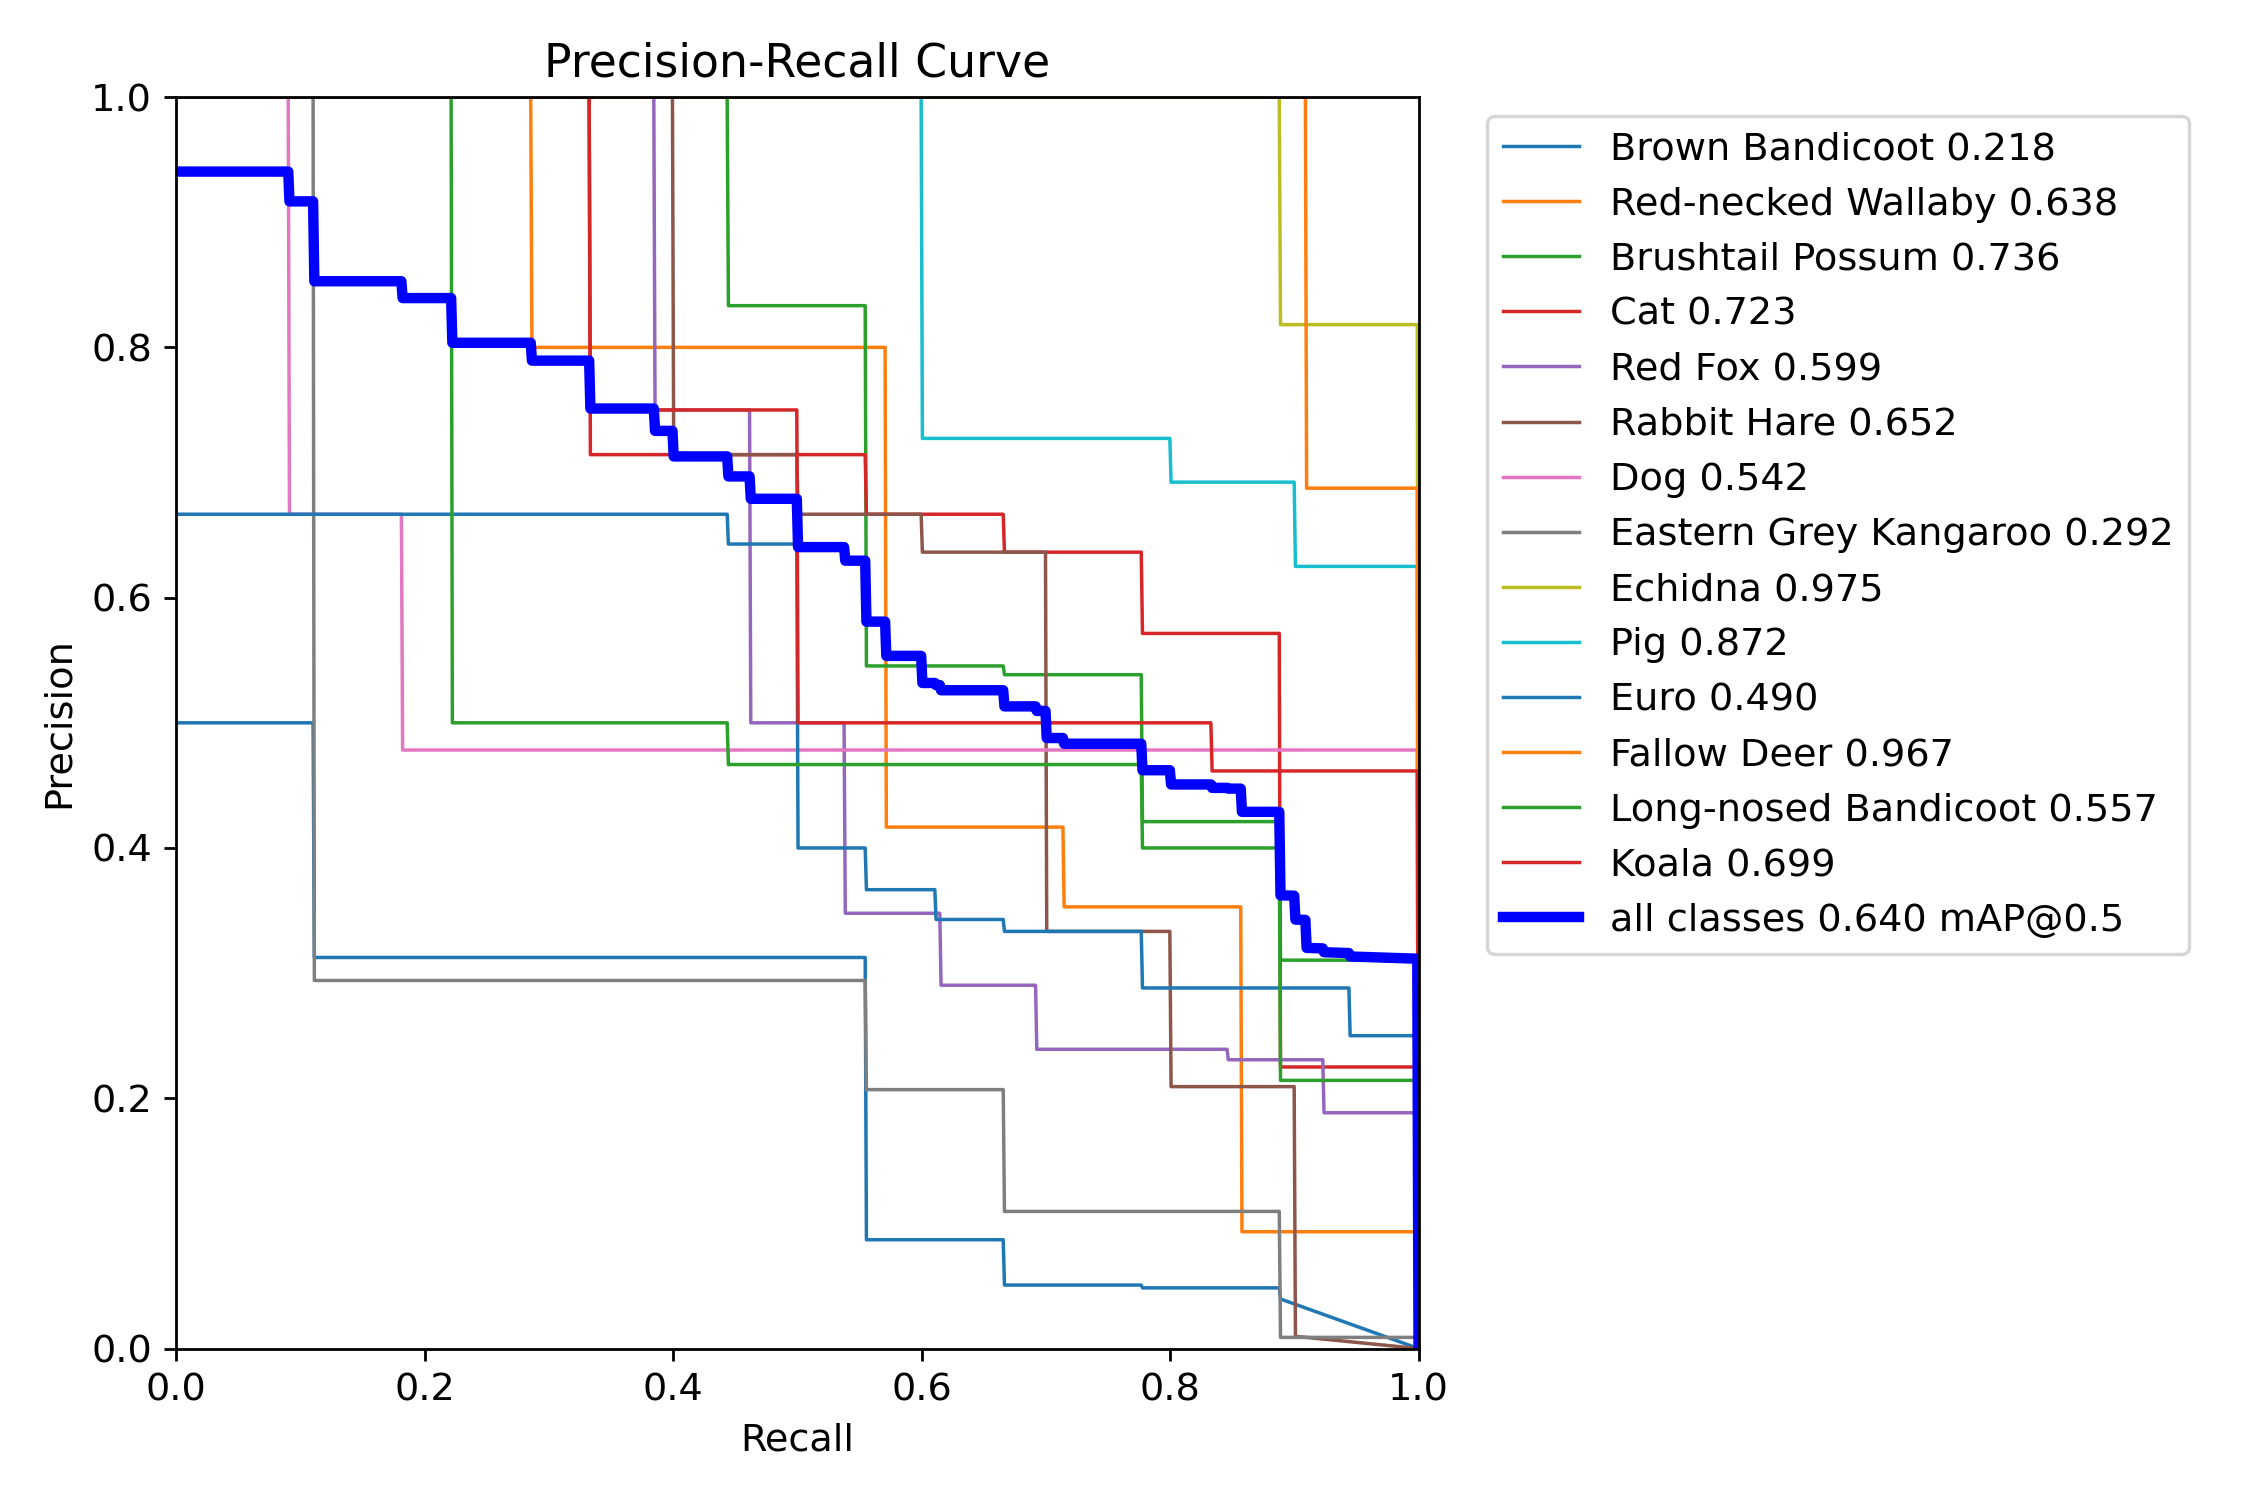 Precision-Recall Curve
1.0
0.8
0.6
0.4
0.2
0.0
Precision
0.0 0.2 0.4 0.6 0.8 1.0
Recall
Brown Bandicoot 0.218
Red-necked Wallaby 0.638
Brushtail Possum 0.736
Cat 0.723
Red Fox 0.599
Rabbit Hare 0.652
Dog 0.542
Eastern Grey Kangaroo 0.292
Echidna 0.975
Pig 0.872
Euro 0.490
Fallow Deer 0.967
Long-nosed Bandicoot 0.557
Koala 0.699
all classes 0.640 mAP@0.5